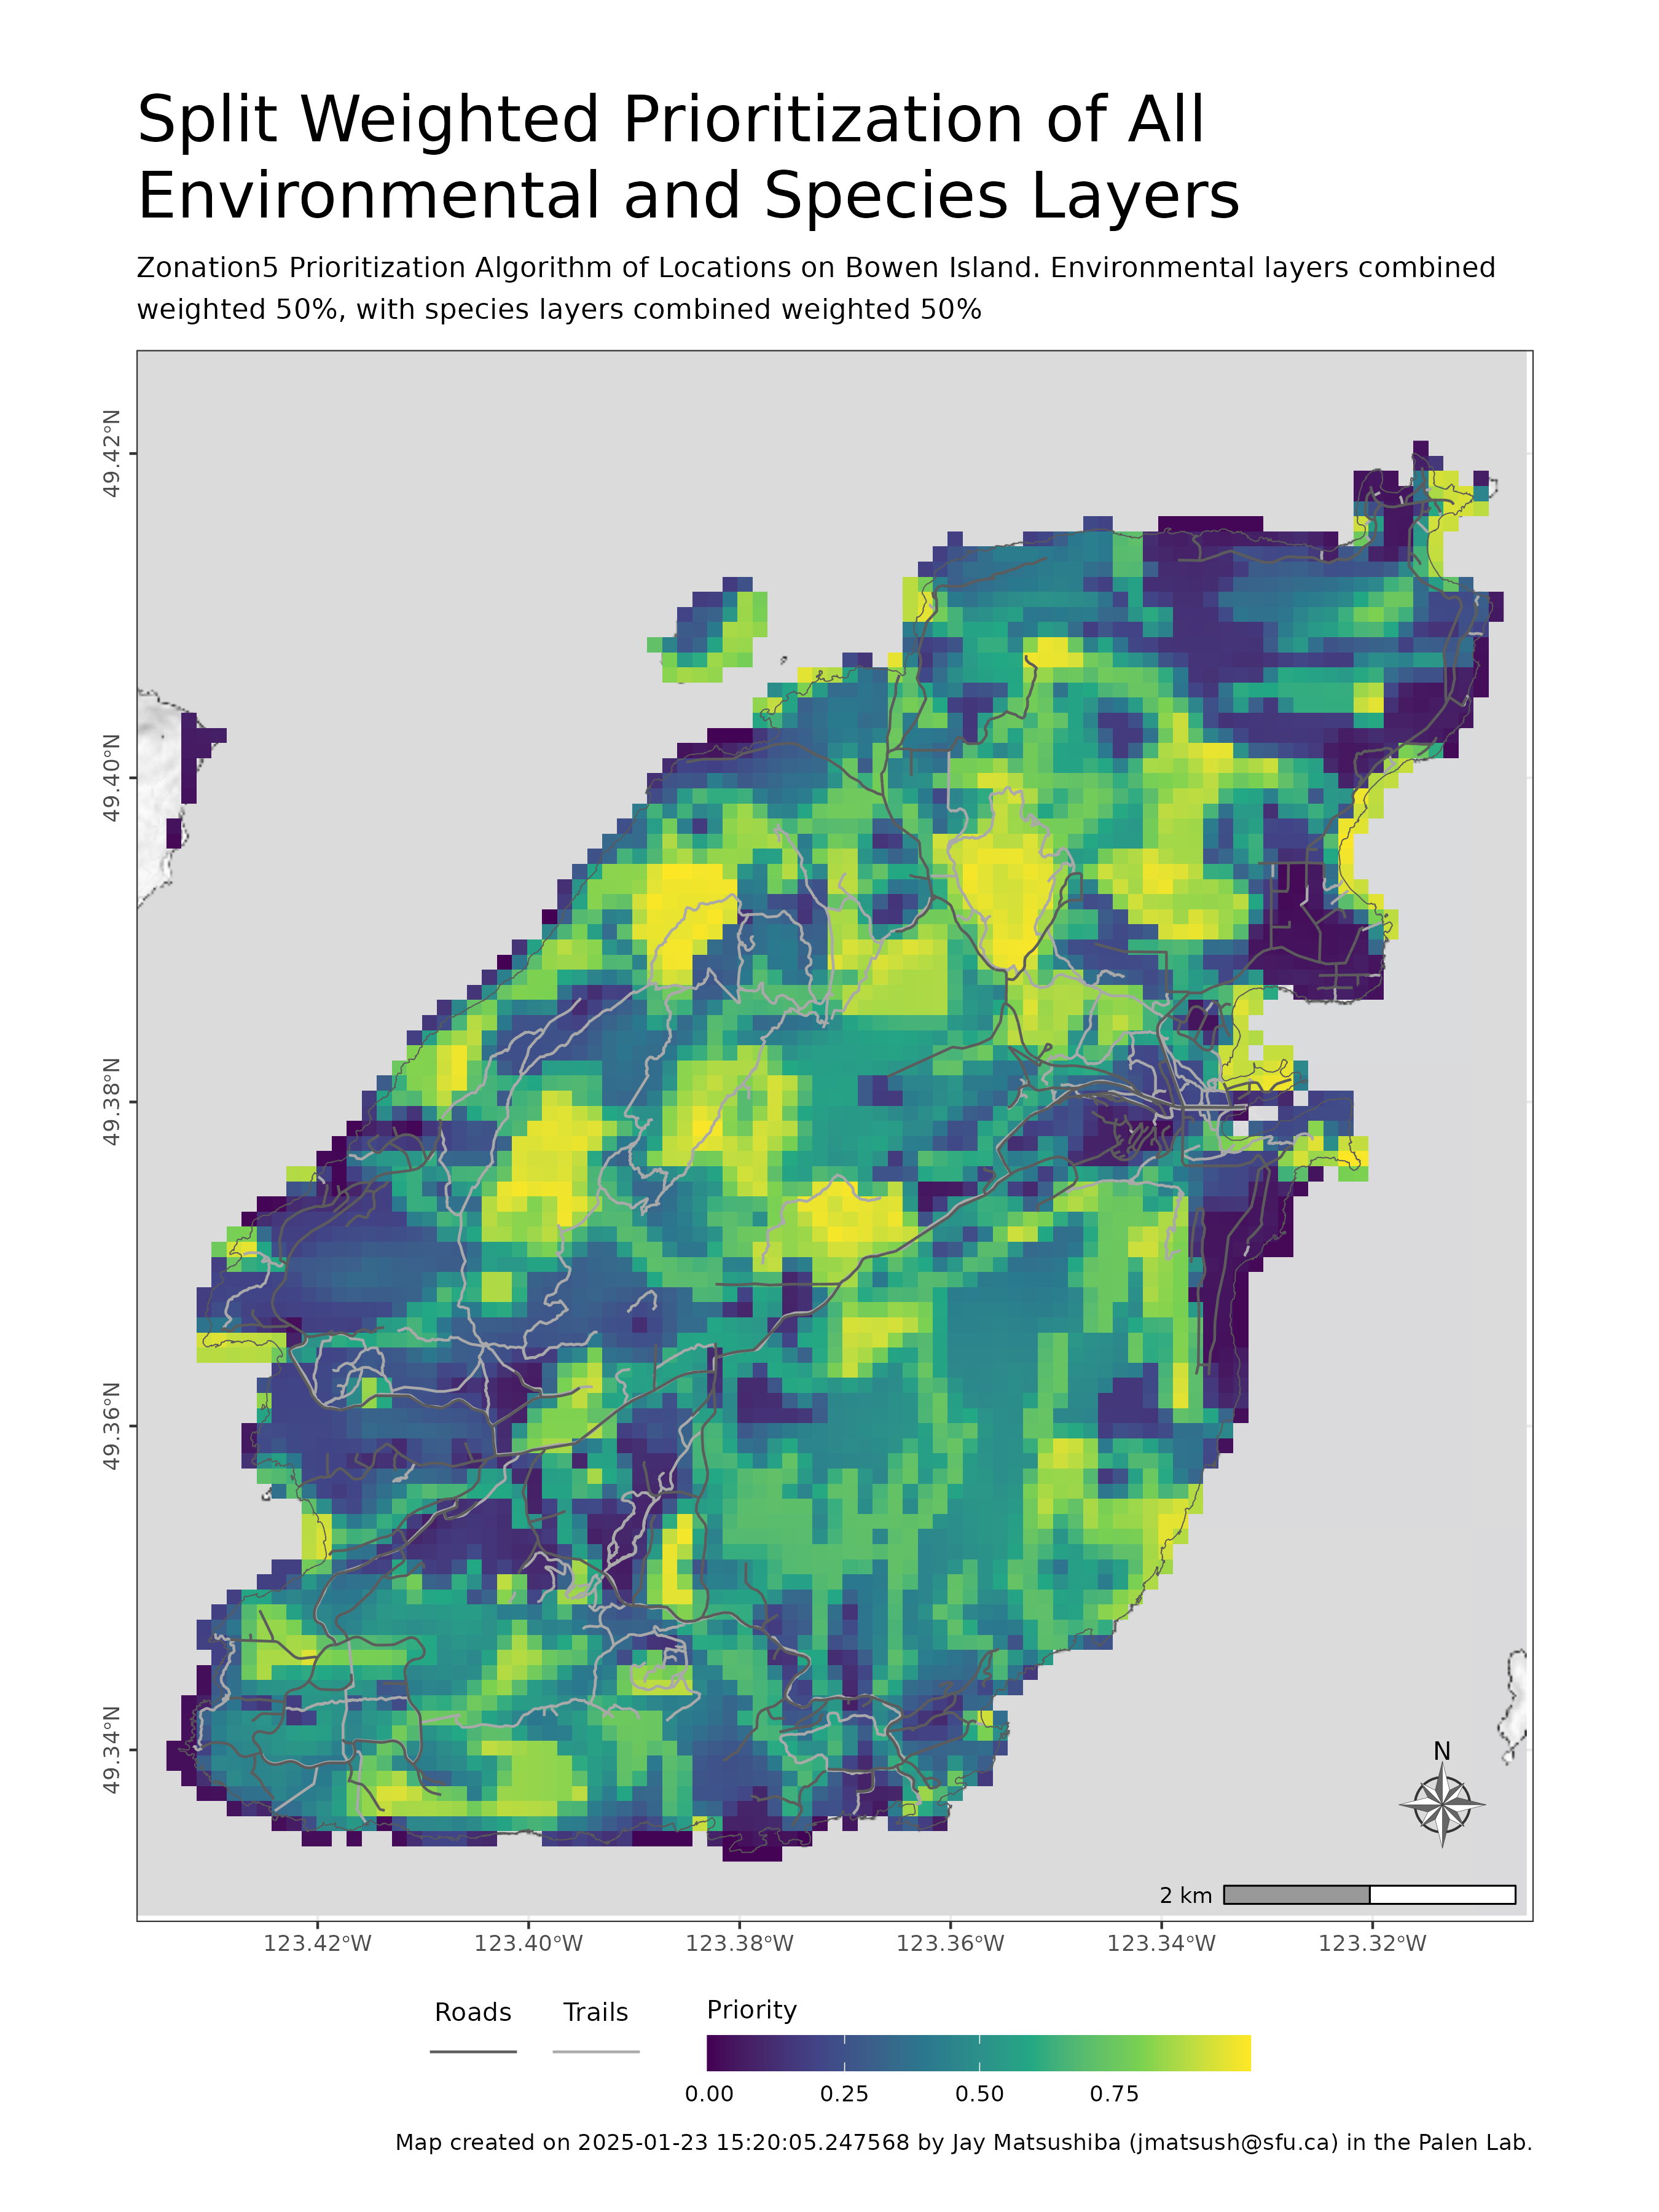 Split Weighted Prioritization of All
Environmental and Species Layers
Zonation5 Prioritization Algorithm of Locations on Bowen Island. Environmental layers combined
weighted 50%, with species layers combined weighted 50%
49.42°N
49.40°N
49.38°N
49.36°N
49.34°N
N
2 km
123.42°W 123.40°W 123.38°W 123.36°W 123.34°W 123.32°W
Roads Trails Priority
0.00 0.25 0.50 0.75
Map created on 2025-01-23 15:20:05.247568 by Jay Matsushiba (jmatsush@sfu.ca) in the Palen Lab.